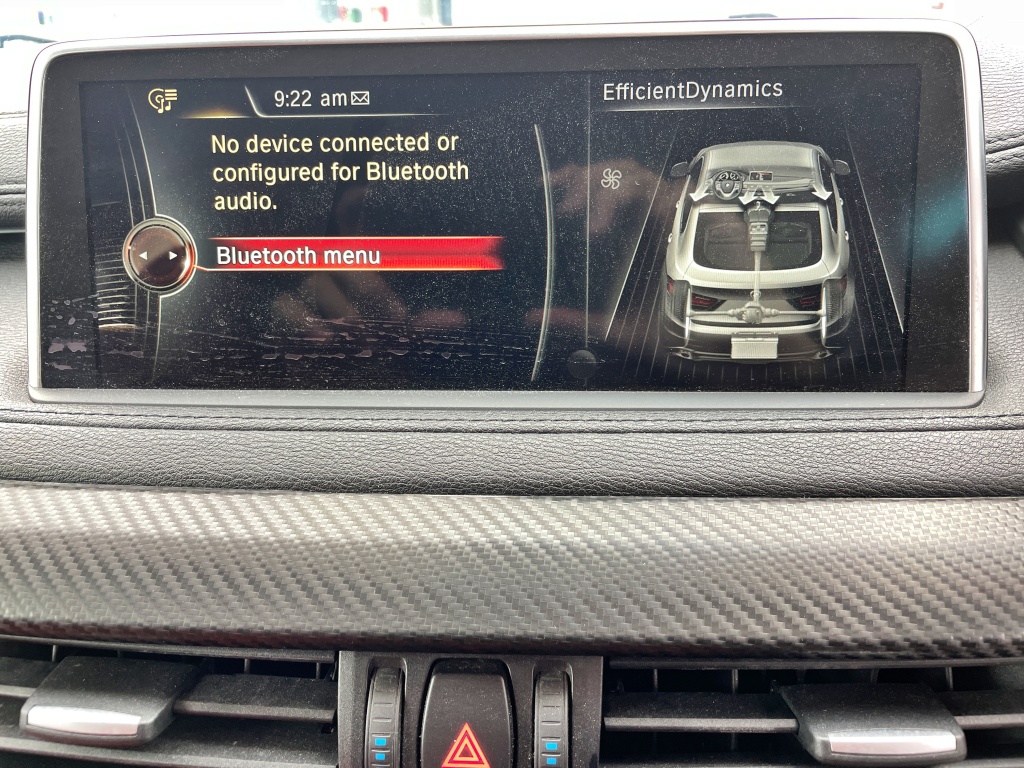 9:22 am
EfficientDynamics
No device connected or
configured for Bluetooth
audio.
Bluetooth menu